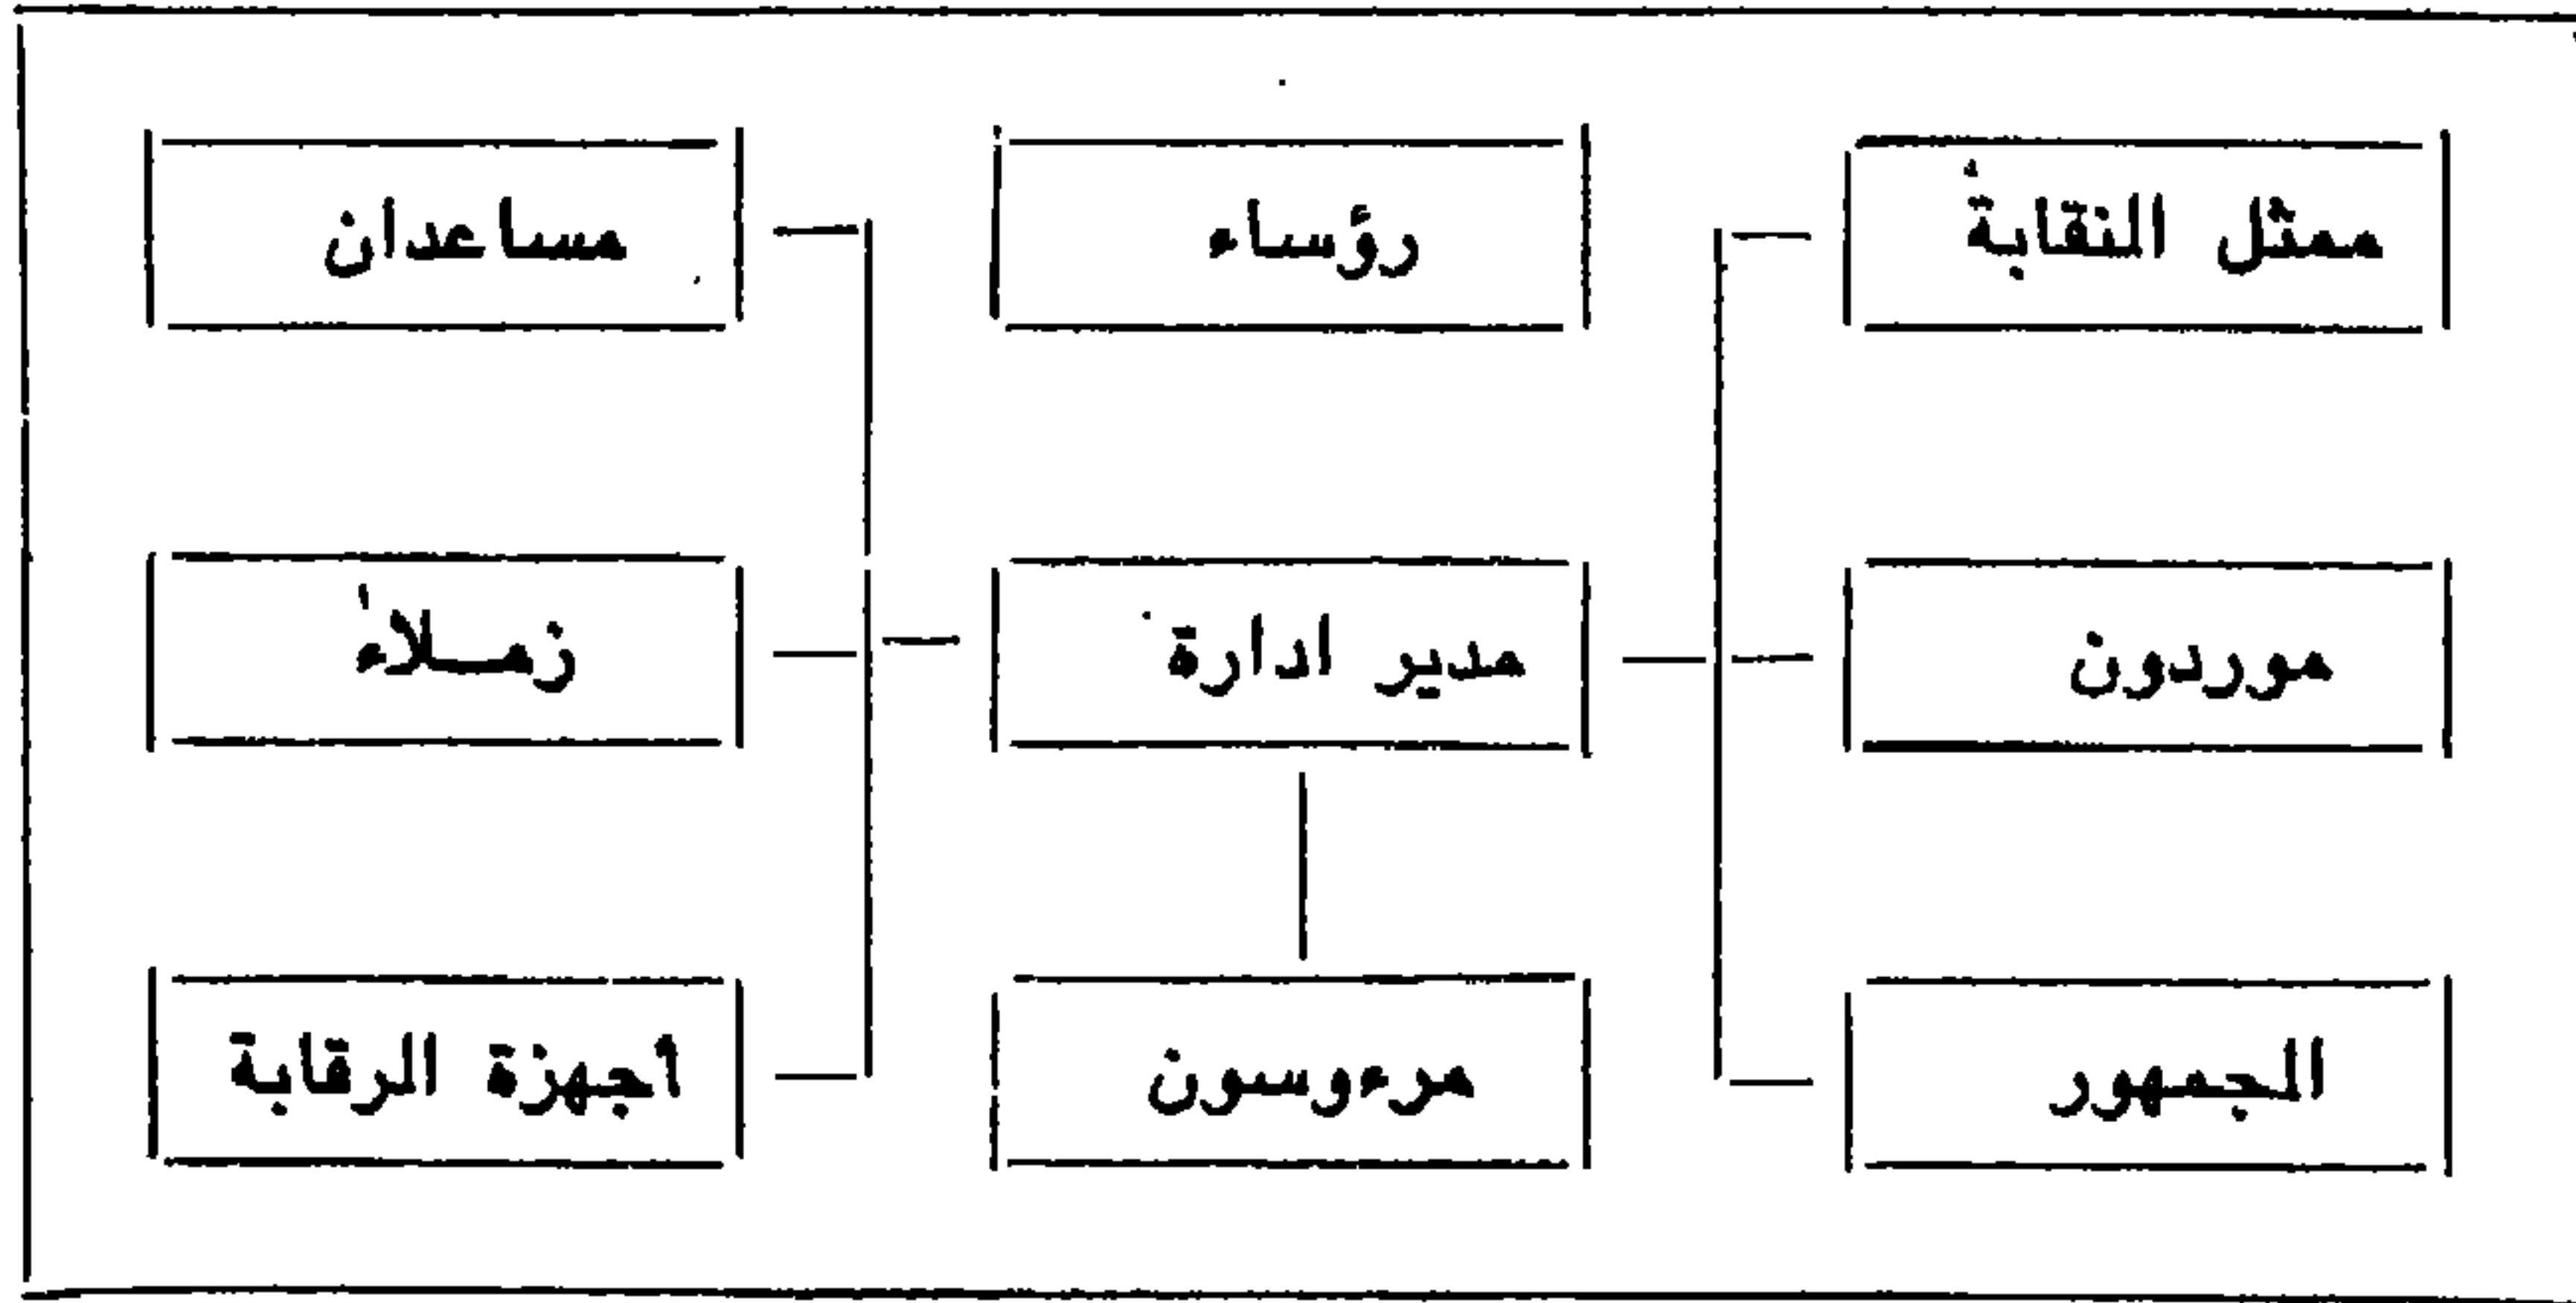 ممثل النقابة
رؤساء
مساعدان
موردون
مدير ادارة
زملاء
الجمهور
مرءوسون
أجهزة الرقابة